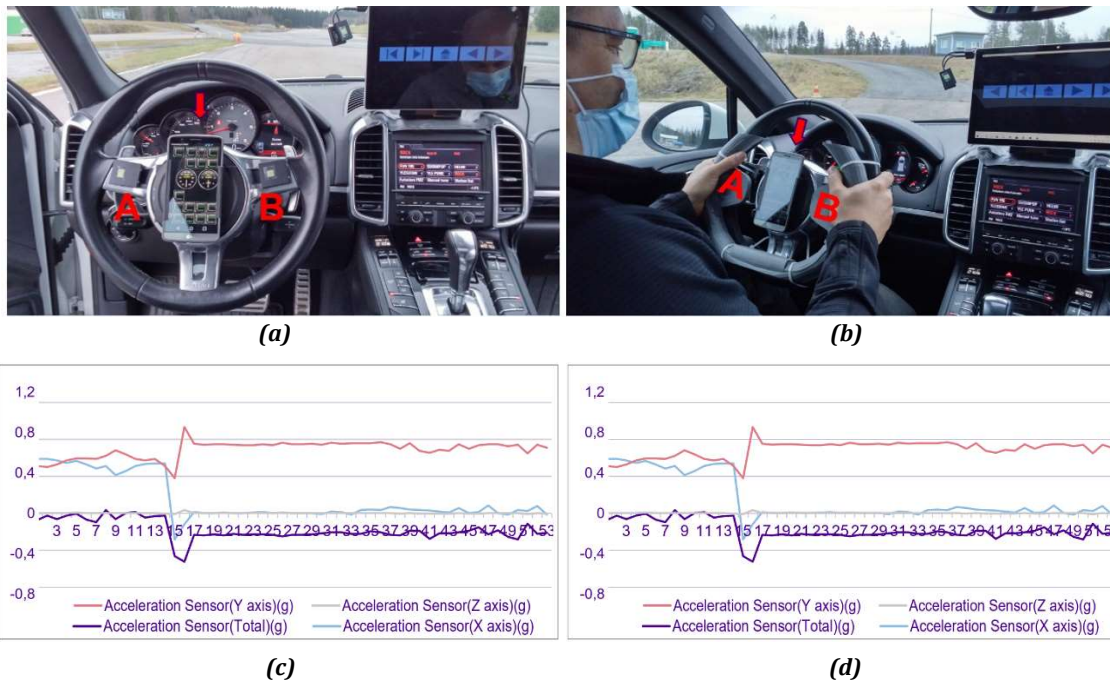 A
B
A
B
(a)
(b)
1,2
0,8
0,4
0
3 5 7 9 11 13 15 17 19 21 23 25 27 29 31 33 35 37 39 41 43 45 47 49 51 53
-0,4
-0,8
Acceleration Sensor(Y axis)(g) Acceleration Sensor(Z axis)(g)
Acceleration Sensor(Total)(g) Acceleration Sensor(X axis)(g)
1,2
0,8
0,4
0
3 5 7 9 11 13 15 17 19 21 23 25 27 29 31 33 35 37 39 41 43 45 47 49 51
-0,4
-0,8
Acceleration Sensor(Y axis)(g) Acceleration Sensor(Z axis)(g)
Acceleration Sensor(Total)(g) Acceleration Sensor(X axis)(g)
(c)
(d)